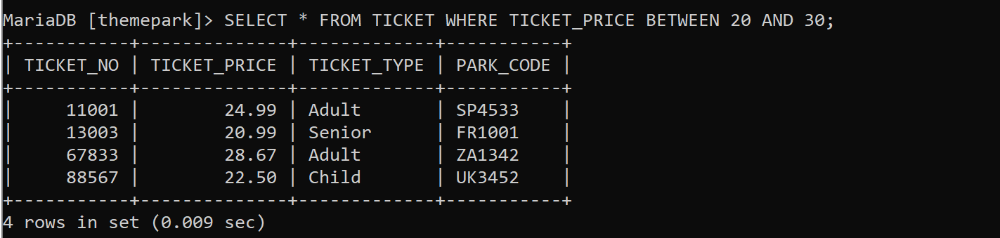 MariaDB [themepark]> SELECT * FROM TICKET WHERE TICKET_PRICE BETWEEN 20 AND 30;
+-----------+--------------+-------------+-----------+
| TICKET_NO | TICKET_PRICE | TICKET_TYPE | PARK_CODE |
+-----------+--------------+-------------+-----------+
|     11001 |        24.99 | Adult       | SP4533    |
|     13003 |        20.99 | Senior      | FR1001    |
|     67833 |        28.67 | Adult       | ZA1342    |
|     88567 |        22.50 | Child       | UK3452    |
+-----------+--------------+-------------+-----------+
4 rows in set (0.009 sec)